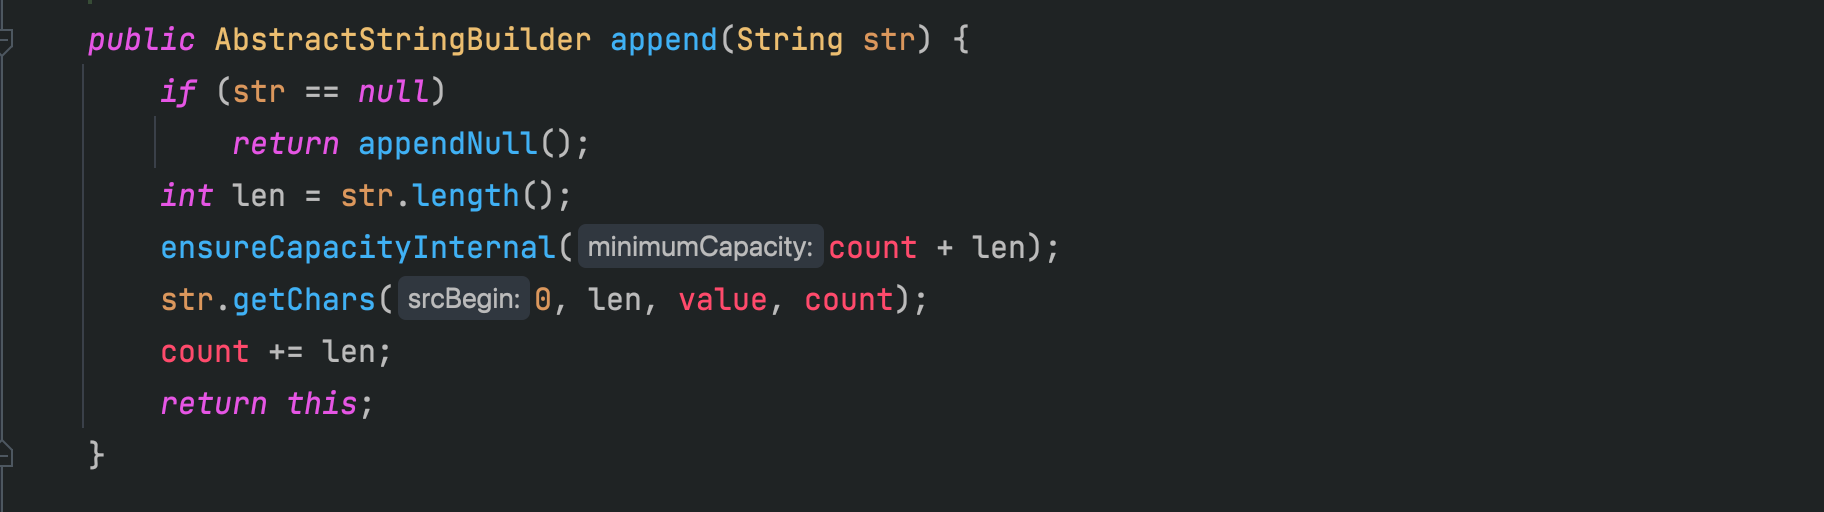 public AbstractStringBuilder append(String str) {
if (str == null)
return appendNull();
int len = str.length();
ensureCapacityInternal( minimumCapacity: count + len);
str.getChars( srcBegin: 0, len, value, count);
count += len;
return this;
}